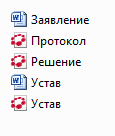 Заявление
Протокол
Решение
Устав
Устав